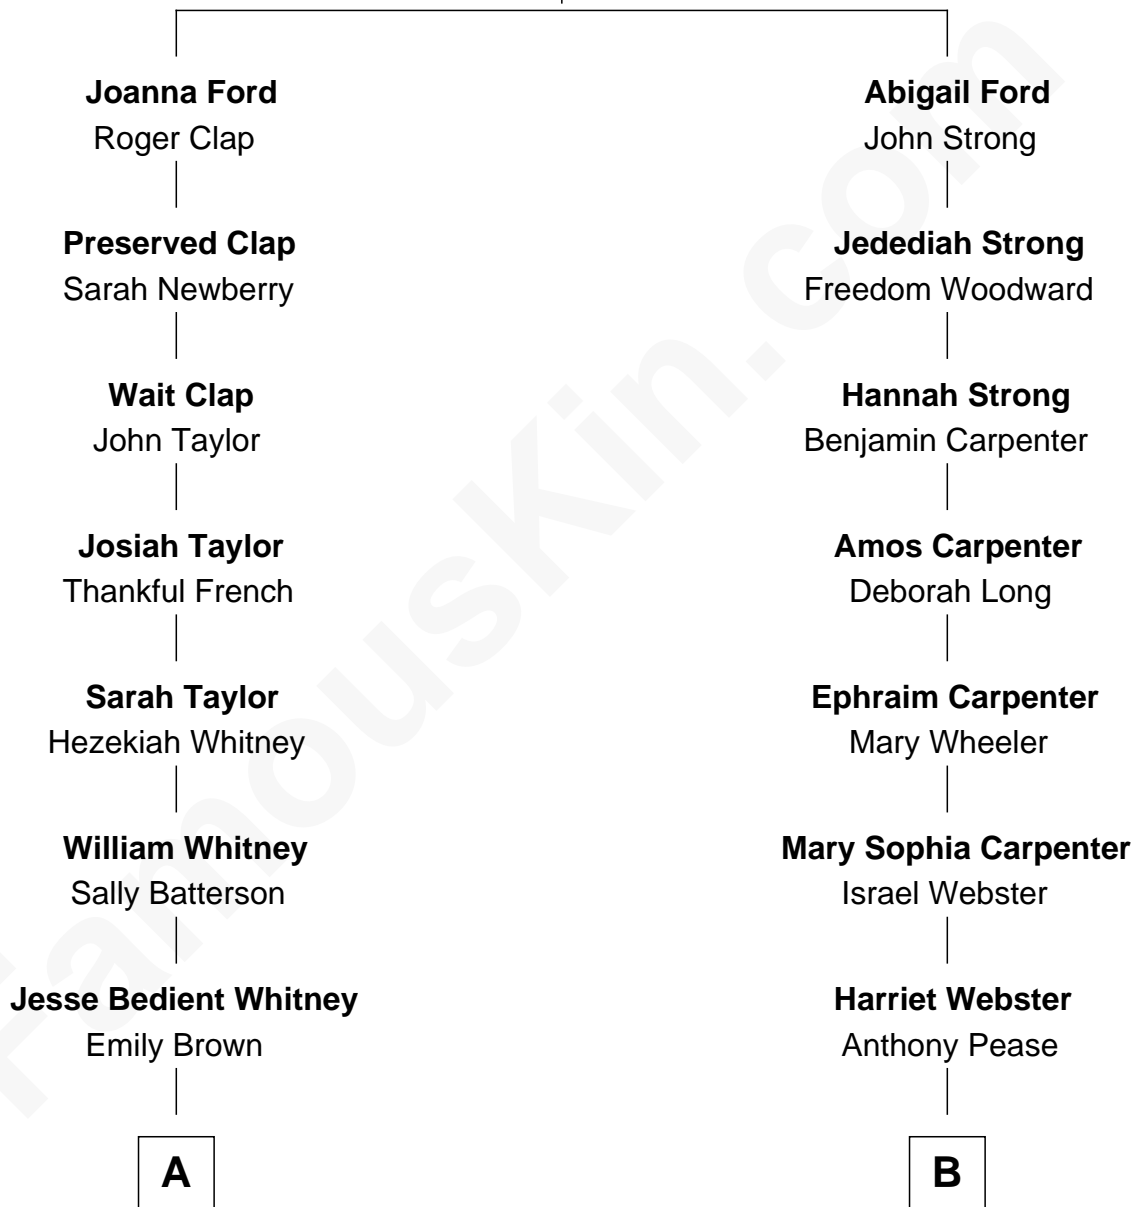 Joanna Ford
Roger Clap
Preserved Clap
Sarah Newberry
Wait Clap
John Taylor
Josiah Taylor
Thankful French
Sarah Taylor
Hezekiah Whitney
William Whitney
Sally Batterson
Jesse Bedient Whitney
Emily Brown
A
Abigail Ford
John Strong
Jedediah Strong
Freedom Woodward
Hannah Strong
Benjamin Carpenter
Amos Carpenter
Deborah Long
Ephraim Carpenter
Mary Wheeler
Mary Sophia Carpenter
Israel Webster
Harriet Webster
Anthony Pease
B
FamousKin.com